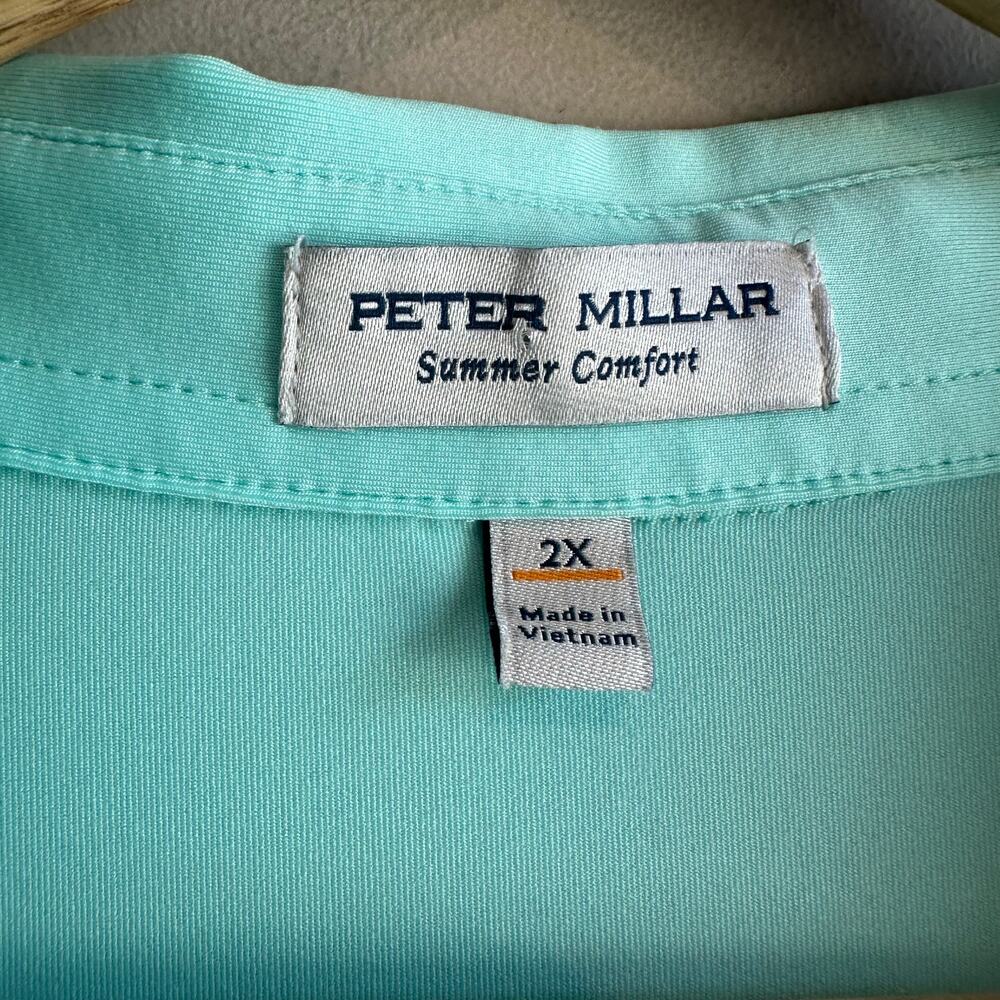 PETER MILLAR
Summer Comfort
2X
Made in
Vietnam